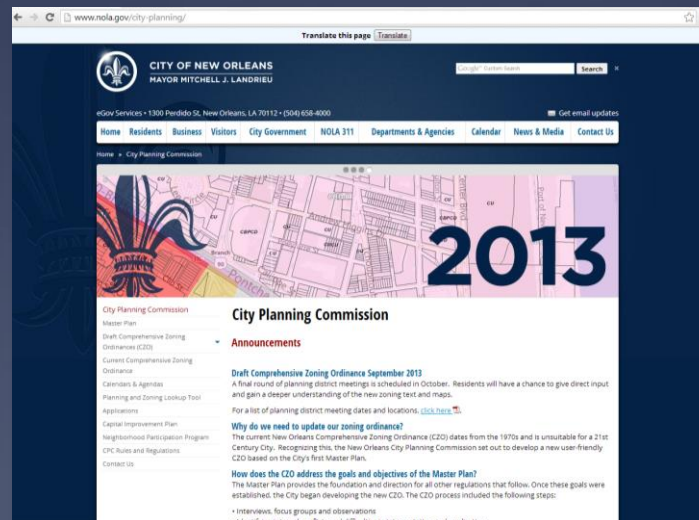 www.nola.gov/city-planning/
Translate this page Translate
CITY OF NEW ORLEANS
MAYOR MITCHELL J. LANDRIEU
Search
eGov Services • 1300 Perdido St, New Orleans, LA 70112 • (504) 658-4000
Get email updates
Home Residents Business Visitors City Government NOLA 311 Departments & Agencies Calendar News & Media Contact Us
Home » City Planning Commission
2013
City Planning Commission
Master Plan
Draft Comprehensive Zoning
Ordinances (CZO)
Current Comprehensive Zoning
Ordinance
Calendars & Agendas
Planning and Zoning Lookup Tool
Applications
Capital Improvement Plan
Neighborhood Participation Program
CPC Rules and Regulations
Contact Us
City Planning Commission
Announcements
Draft Comprehensive Zoning Ordinance September 2013
A final round of planning district meetings is scheduled in October. Residents will have a chance to give direct input
and gain a deeper understanding of the new zoning text and maps.
For a list of planning district meeting dates and locations, click here
Why do we need to update our zoning ordinance?
The current New Orleans Comprehensive Zoning Ordinance (CZO) dates from the 1970s and is unsuitable for a 21st
Century City. Recognizing this, the New Orleans City Planning Commission set out to develop a new user-friendly
CZO based on the City's first Master Plan.
How does the CZO address the goals and objectives of the Master Plan?
The Master Plan provides the foundation and direction for all other regulations that follow. Once these goals were
established, the City began developing the new CZO. The CZO process included the following steps:
• Interviews, focus groups and observations